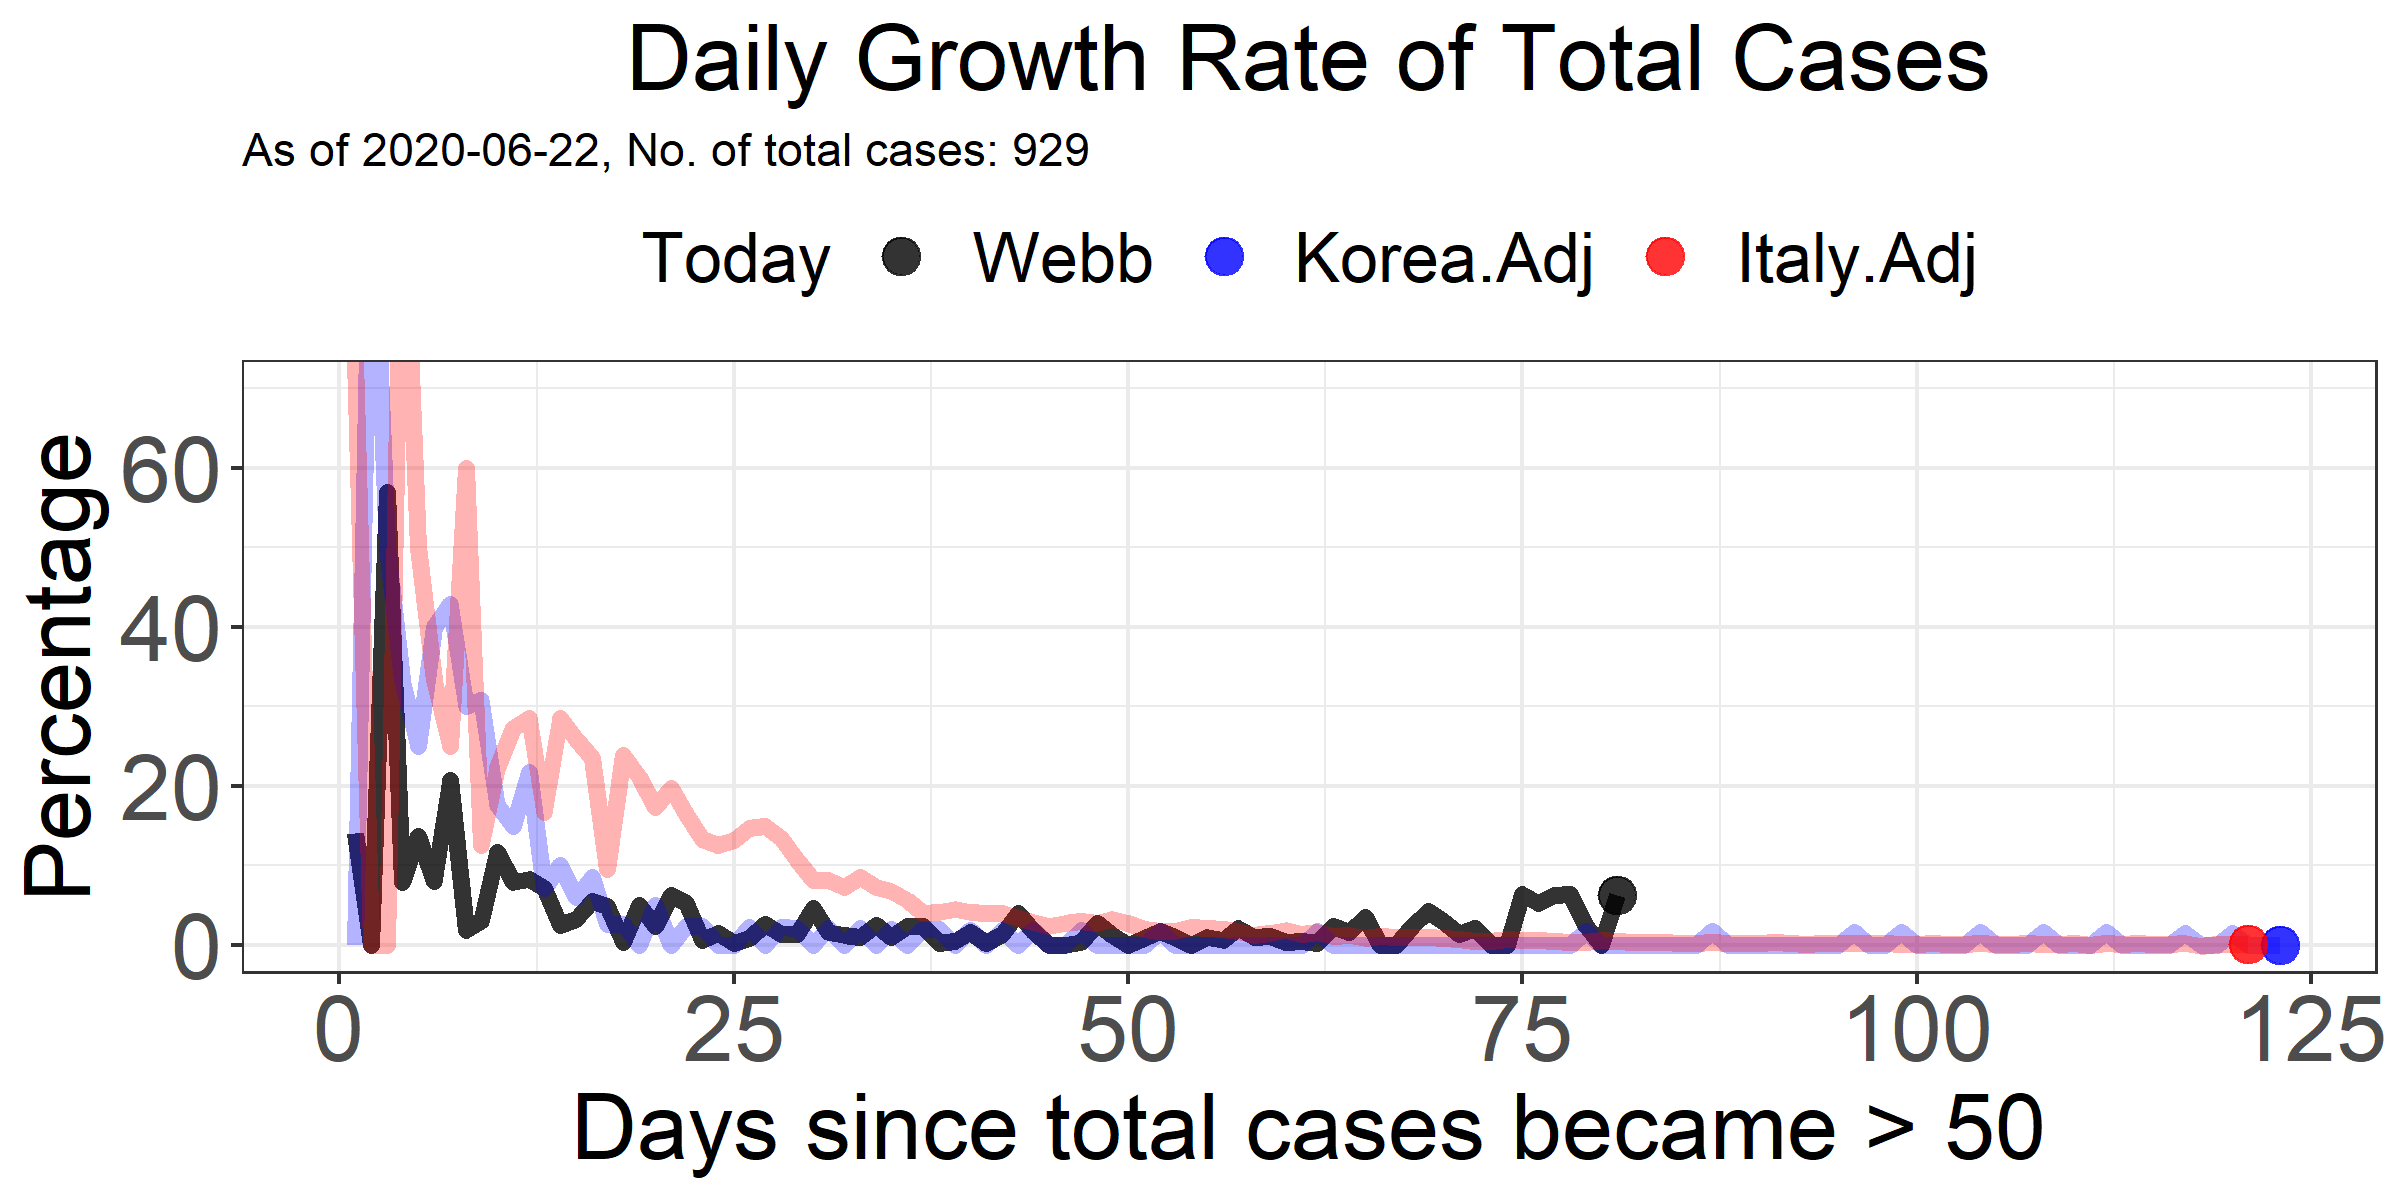 Daily Growth Rate of Total Cases
As of 2020-06-22, No. of total cases: 929
Today Webb Korea.Adj Italy.Adj
Percentage
60
40
20
0
0 25 50 75 100 125
Days since total cases became > 50